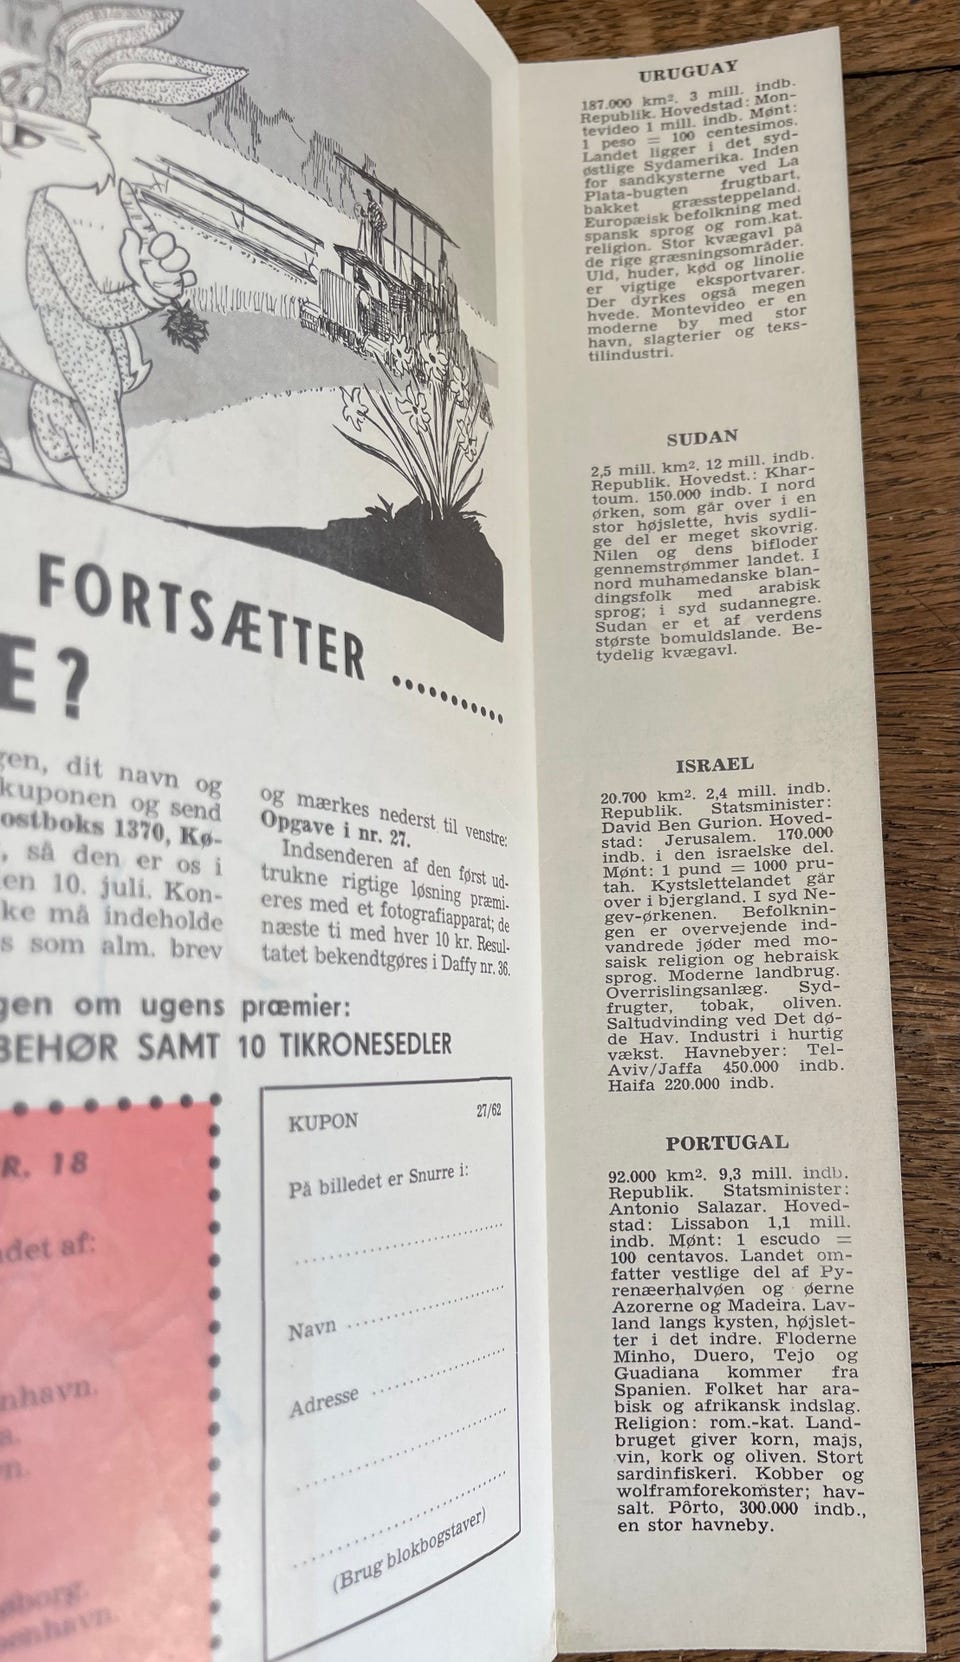 FORTSÆTTER ...........
E?
gen, dit navn og
kuponen og send
ostboks 1370, Kø-
, så den er os i
en 10. juli. Kon-
ke må indeholde
s som alm. brev
og mærkes nederst til venstre:
Opgave i nr. 27.
Indsenderen af den først ud-
trukne rigtige løsning præmi-
eres med et fotografiapparat; de
næste ti med hver 10 kr. Resul-
tatet bekendtgøres i Daffy nr. 36.
gen om ugens præmier:
BEHØR SAMT 10 TIKRONESEDLER
R. 18
ndet af:
nhavn.
a.
n.
sborg.
benhavn.
KUPON 27/62
På billedet er Snurre i:
Navn
Adresse
(Brug blokbogstaver)
URUGUAY
187.000 km². 3 mill. indb.
Republik. Hovedstad: Mon-
tevideo 1 mill. indb. Mønt:
1 peso = 100 centesimos.
Landet ligger i det syd-
østlige Sydamerika. Inden
for sandkysterne ved La
Plata-bugten frugtbart,
bakket græssteppeland.
Europæisk befolkning med
spansk sprog og rom.kat.
religion. Stor kvægavl på
de rige græsningsområder.
Uld, huder, kød og linolie
er vigtige eksportvarer.
Der dyrkes også megen
hvede. Montevideo er en
moderne by med stor
havn, slagterier og teks-
tilindustri.
SUDAN
2,5 mill. km². 12 mill. indb.
Republik. Hovedst.: Khar-
toum. 150.000 indb. I nord
ørken, som går over i en
stor højslette, hvis sydli-
ge del er meget skovrig.
Nilen og dens bifloder
gennemstrømmer landet. I
nord muhamedanske blan-
dingsfolk med arabisk
sprog; i syd sudannegre.
Sudan er et af verdens
største bomuldslande. Be-
tydelig kvægavl.
ISRAEL
20.700 km². 2,4 mill. indb.
Republik. Statsminister:
David Ben Gurion. Hoved-
stad: Jerusalem. 170.000
indb. i den israelske del.
Mønt: 1 pund = 1000 pru-
tah. Kystslettelandet går
over i bjergland. I syd Ne-
gev-ørkenen. Befolknin-
gen er overvejende ind-
vandrede jøder med mo-
saisk religion og hebraisk
sprog. Moderne landbrug.
Overrislingsanlæg. Syd-
frugter, tobak, oliven.
Saltudvinding ved Det dø-
de Hav. Industri i hurtig
vækst. Havnebyer: Tel-
Aviv/Jaffa 450.000 indb.
Haifa 220.000 indb.
PORTUGAL
92.000 km². 9,3 mill. indb.
Republik. Statsminister:
Antonio Salazar. Hoved-
stad: Lissabon 1,1 mill.
indb. Mønt: 1 escudo =
100 centavos. Landet om-
fatter vestlige del af Py-
renæerhalvøen og øerne
Azorerne og Madeira. Lav-
land langs kysten, højslet-
ter i det indre. Floderne
Minho, Duero, Tejo og
Guadiana kommer fra
Spanien. Folket har ara-
bisk og afrikansk indslag.
Religion: rom.-kat. Land-
bruget giver korn, majs,
vin, kork og oliven. Stort
sardinfiskeri. Kobber og
wolframforekomster; hav-
salt. Pôrto, 300.000 indb.,
en stor havneby.